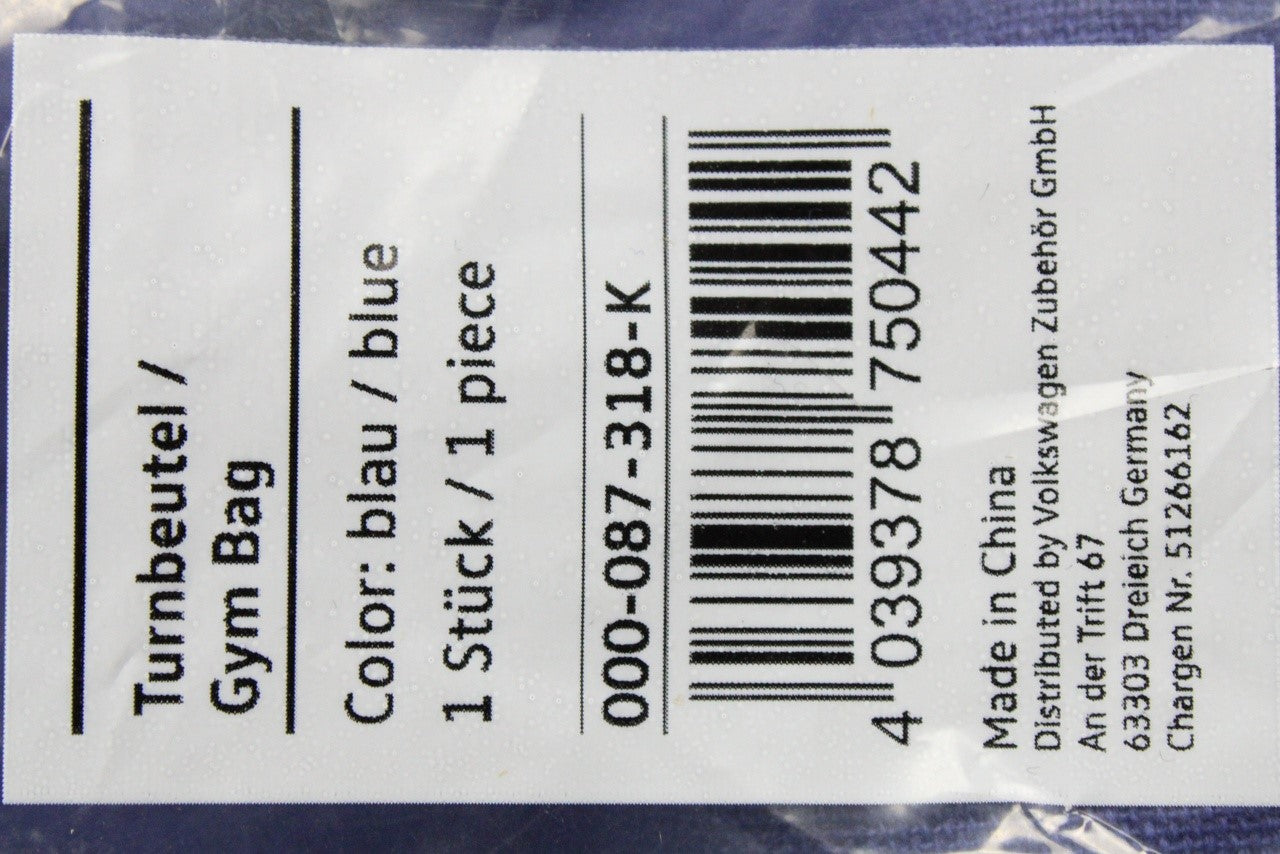 Turnbeutel /
Gym Bag
Color: blau / blue
1 Stück / 1 piece
000-087-318-K
4 039378 750442
Made in China
Distributed by Volkswagen Zubehör GmbH
An der Trift 67
63303 Dreieich Germany
Chargen Nr. 51266162